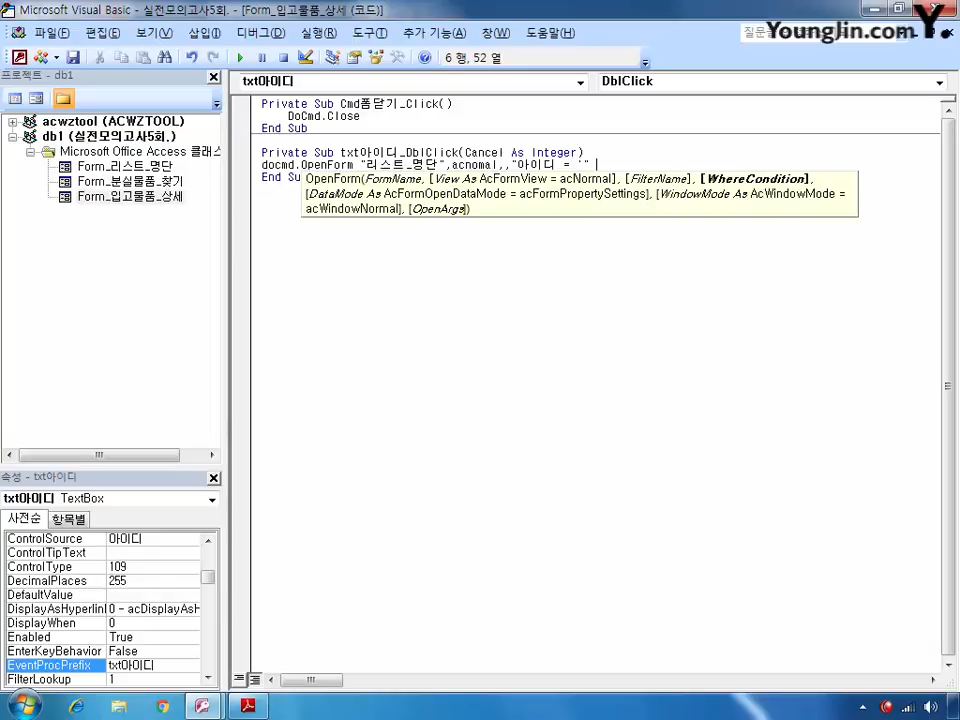 Microsoft Visual Basic - 실전모의고사5회. - [Form_입고물품_상세 (코드)]
파일(F) 편집(E) 보기(V) 삽입(I) 디버그(D) 실행(R) 도구(T) 추가 기능(A) 창(W) 도움말(H)
Younglin.com Y
6 행, 52 열
프로젝트 - db1
acwztool (ACWZTOOL)
db1 (실전모의고사5회.)
Microsoft Office Access 클래스
Form_리스트_명단
Form_분실물품_찾기
Form_입고물품_상세
txt아이디 DblClick
Private Sub Cmd폼닫기_Click()
DoCmd.Close
End Sub
Private Sub txt아이디_DblClick(Cancel As Integer)
docmd.OpenForm "리스트_명단",acnomal,,"아이디 = '" |
End Su
OpenForm(FormName, [View As AcFormView = acNormal], [FilterName], [WhereCondition],
[DataMode As AcFormOpenDataMode = acFormPropertySettings], [WindowMode As AcWindowMode =
acWindowNormal], [OpenArgs])
속성 - txt아이디
txt아이디 TextBox
사전순 항목별
ControlSource 아이디
ControlTipText
ControlType 109
DecimalPlaces 255
DefaultValue
DisplayAsHyperlinl 0 - acDisplayAsH
DisplayWhen 0
Enabled True
EnterKeyBehavior False
EventProcPrefix txt아이디
FilterLookup 1